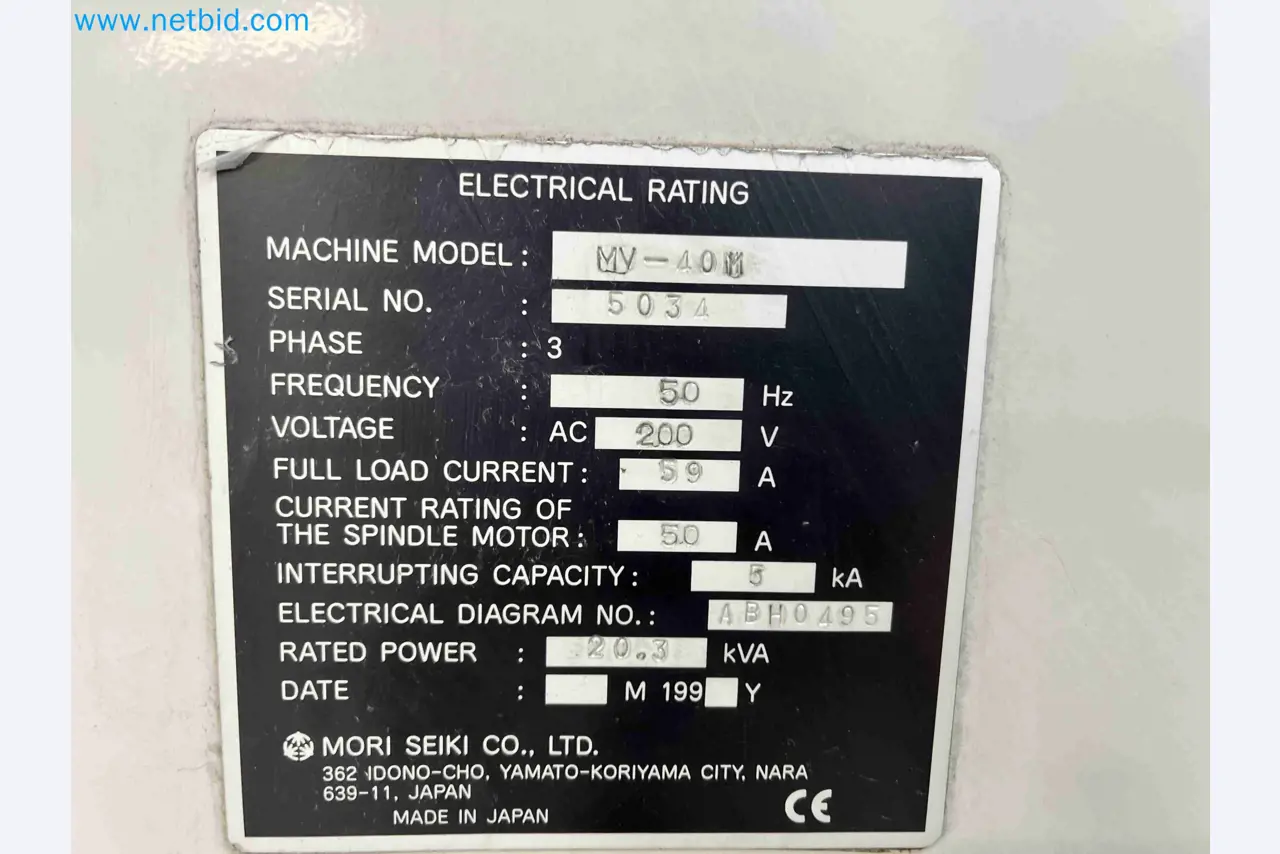 www.netbid.com
ELECTRICAL RATING
MACHINE MODEL: MV-40M
SERIAL NO. : 5034
PHASE : 3
FREQUENCY : 50 Hz
VOLTAGE : AC 200 V
FULL LOAD CURRENT: 59 A
CURRENT RATING OF
THE SPINDLE MOTOR: 50 A
INTERRUPTING CAPACITY: 5 kA
ELECTRICAL DIAGRAM NO.: ABH0495
RATED POWER : 20.3 kVA
DATE : M 199 Y
MORI SEIKI CO., LTD.
362 IDONO-CHO, YAMATO-KORIYAMA CITY, NARA
639-11, JAPAN
MADE IN JAPAN
CE